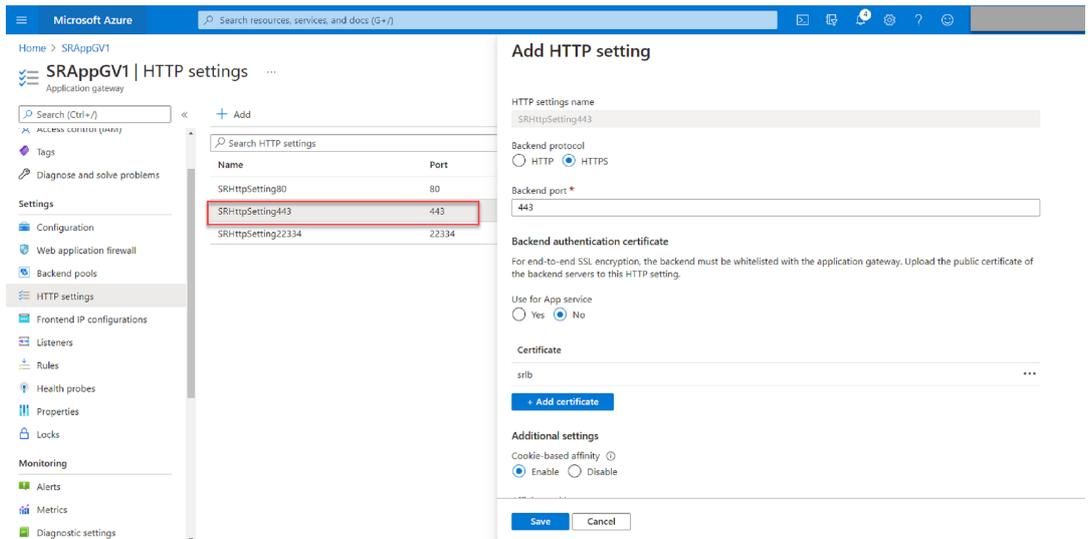 Microsoft Azure
Search resources, services, and docs (G+/)
4
Home > SRAppGV1
SRAppGV1 | HTTP settings ...
Application gateway
Search (Ctrl+/)
«
Access control (IAM)
Tags
Diagnose and solve problems
Settings
Configuration
Web application firewall
Backend pools
HTTP settings
Frontend IP configurations
Listeners
Rules
Health probes
Properties
Locks
Monitoring
Alerts
Metrics
Diagnostic settings
+ Add
Search HTTP settings
Name Port
SRHttpSetting80 80
SRHttpSetting443 443
SRHttpSetting22334 22334
Add HTTP setting
HTTP settings name
SRHttpSetting443
Backend protocol
HTTP HTTPS
Backend port *
443
Backend authentication certificate
For end-to-end SSL encryption, the backend must be whitelisted with the application gateway. Upload the public certificate of
the backend servers to this HTTP setting.
Use for App service
Yes No
Certificate
srlb ...
+ Add certificate
Additional settings
Cookie-based affinity
Enable Disable
Save Cancel